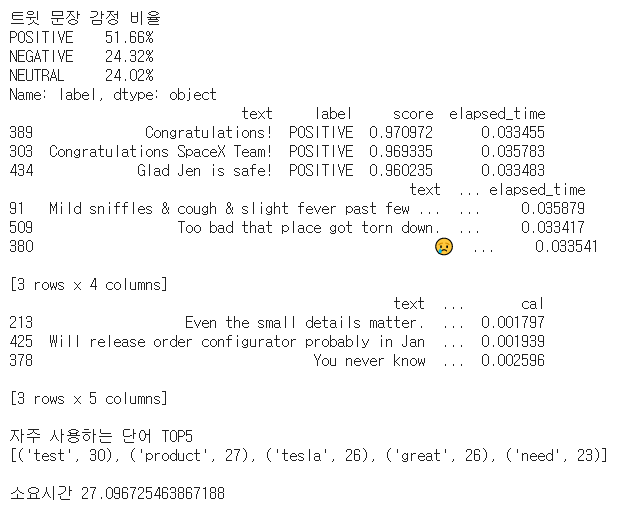 트윗 문장 감정 비율
POSITIVE    51.66%
NEGATIVE    24.32%
NEUTRAL     24.02%
Name: label, dtype: object
text     label     score  elapsed_time
389                Congratulations!  POSITIVE  0.970972      0.033455
303    Congratulations SpaceX Team!  POSITIVE  0.969335      0.035783
434               Glad Jen is safe!  POSITIVE  0.960235      0.033483
text  ... elapsed_time
91   Mild sniffles & cough & slight fever past few ...  ...     0.035879
509                  Too bad that place got torn down.  ...     0.033417
380                                                 😥  ...     0.033541
[3 rows x 4 columns]
text  ...       cal
213                 Even the small details matter.  ...  0.001797
425  Will release order configurator probably in Jan  ...  0.001939
378                                  You never know  ...  0.002596
[3 rows x 5 columns]
자주 사용하는 단어 TOP5
[('test', 30), ('product', 27), ('tesla', 26), ('great', 26), ('need', 23)]
소요시간 27.096725463867188